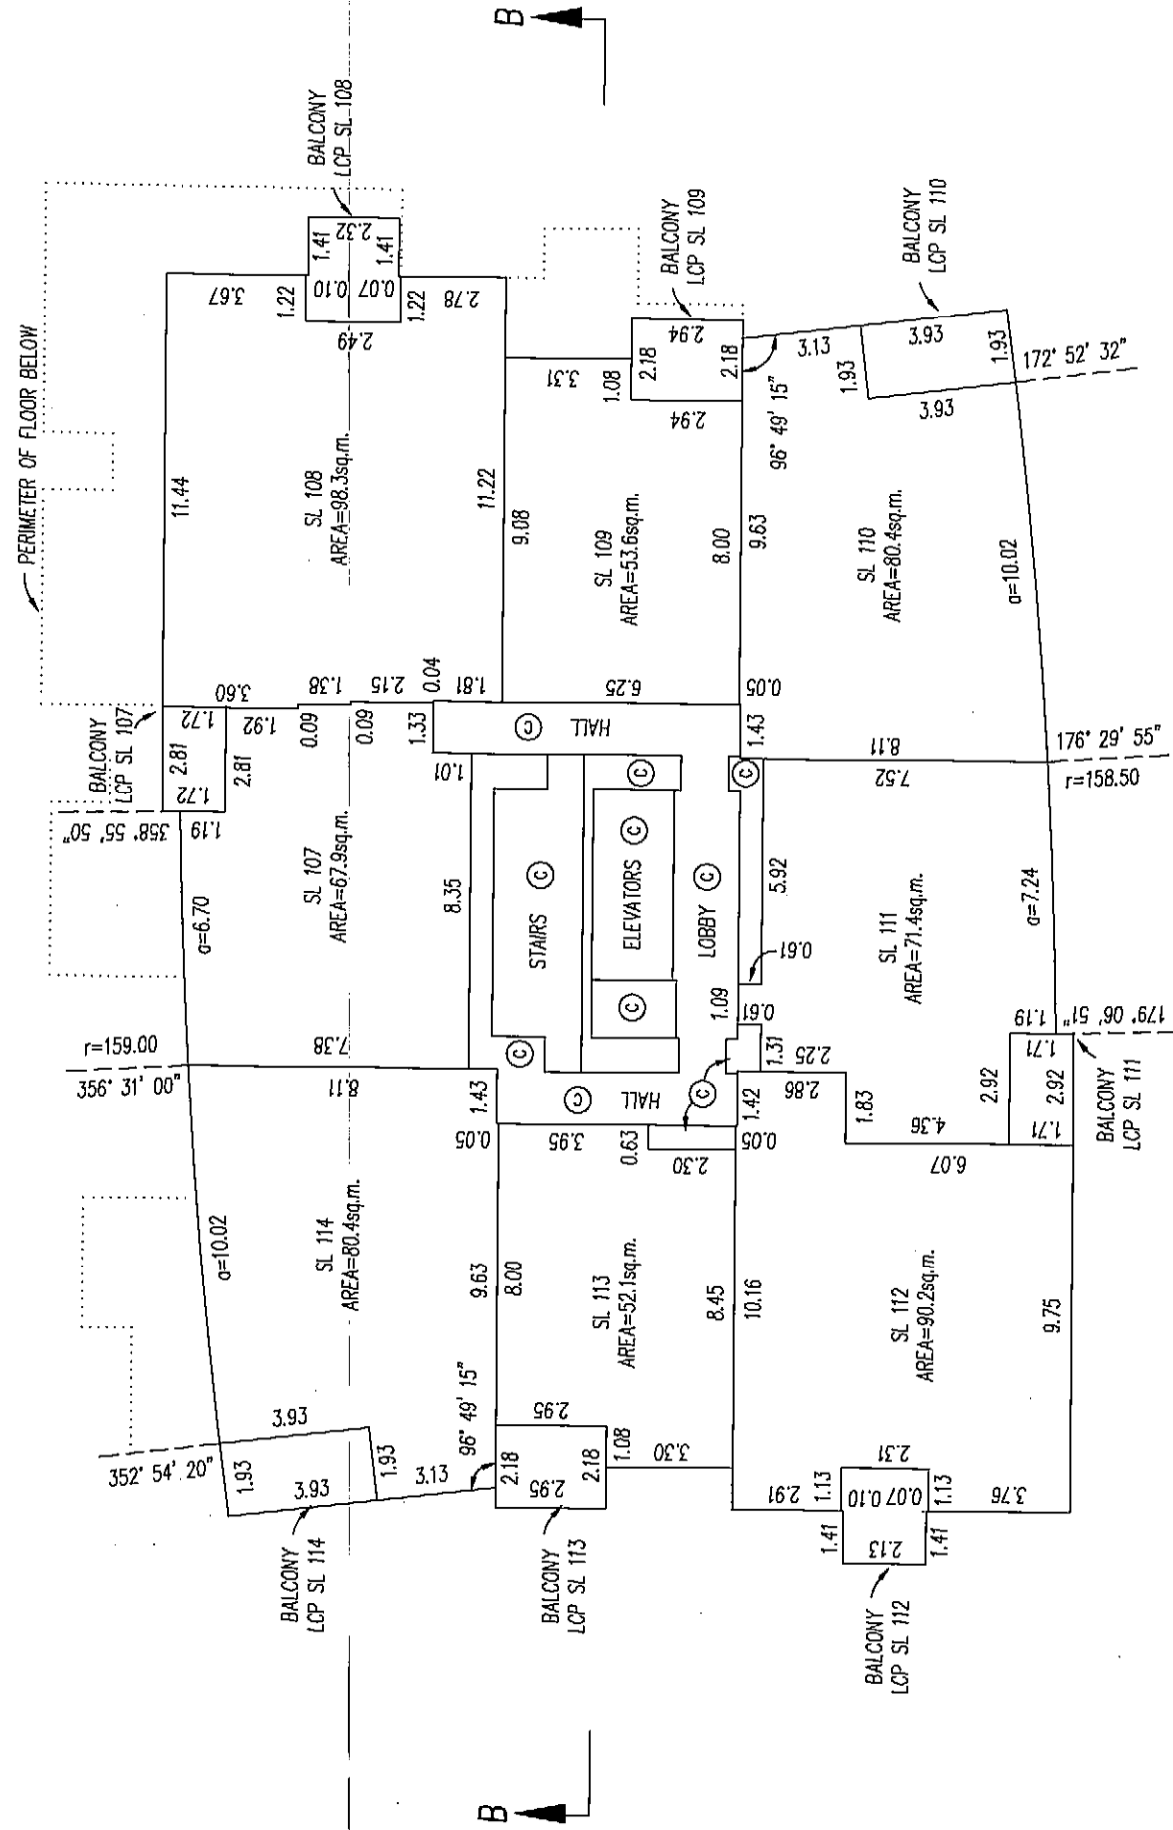 B
PERIMETER OF FLOOR BELOW
BALCONY
LCP SL 108
BALCONY
LCP SL 109
BALCONY
LCP SL 110
3.67
1.22
0.10
0.07
1.22
1.41
2.32
1.41
2.49
2.78
11.44
SL 108
AREA=98.3sq.m.
11.22
3.31
1.08
2.18
2.94
2.18
2.94
9.08
SL 109
AREA=53.6sq.m.
8.00
6.25
96° 49' 15"
3.13
1.93
3.93
1.93
3.93
172° 52' 32"
9.63
SL 110
AREA=80.4sq.m.
a=10.02
0.05
1.43
8.11
176° 29' 55"
r=158.50
BALCONY
LCP SL 107
1.72
2.81
1.72
2.81
3.60
1.92
0.09
1.38
0.09
2.15
1.33
0.04
1.81
358° 55' 50"
1.19
a=6.70
SL 107
AREA=67.9sq.m.
8.35
1.01
7.38
r=159.00
356° 31' 00"
HALL
C
STAIRS
C
ELEVATORS
C
C
C
LOBBY
C
C
C
HALL
C
C
7.52
5.92
0.61
0.61
1.09
1.31
2.25
SL 111
AREA=71.4sq.m.
a=7.24
1.19
179° 06' 51"
1.71
2.92
2.92
1.71
BALCONY
LCP SL 111
8.11
1.43
0.05
3.95
0.63
2.30
0.05
1.42
2.86
1.83
4.36
6.07
a=10.02
SL 114
AREA=80.4sq.m.
9.63
8.00
SL 113
AREA=52.1sq.m.
8.45
10.16
SL 112
AREA=90.2sq.m.
9.75
352° 54' 20"
3.93
1.93
3.93
1.93
3.13
96° 49' 15"
2.95
2.18
2.95
2.18
1.08
3.30
2.91
1.13
2.31
0.10
0.07
1.13
1.41
2.13
1.41
3.76
BALCONY
LCP SL 114
BALCONY
LCP SL 113
BALCONY
LCP SL 112
B